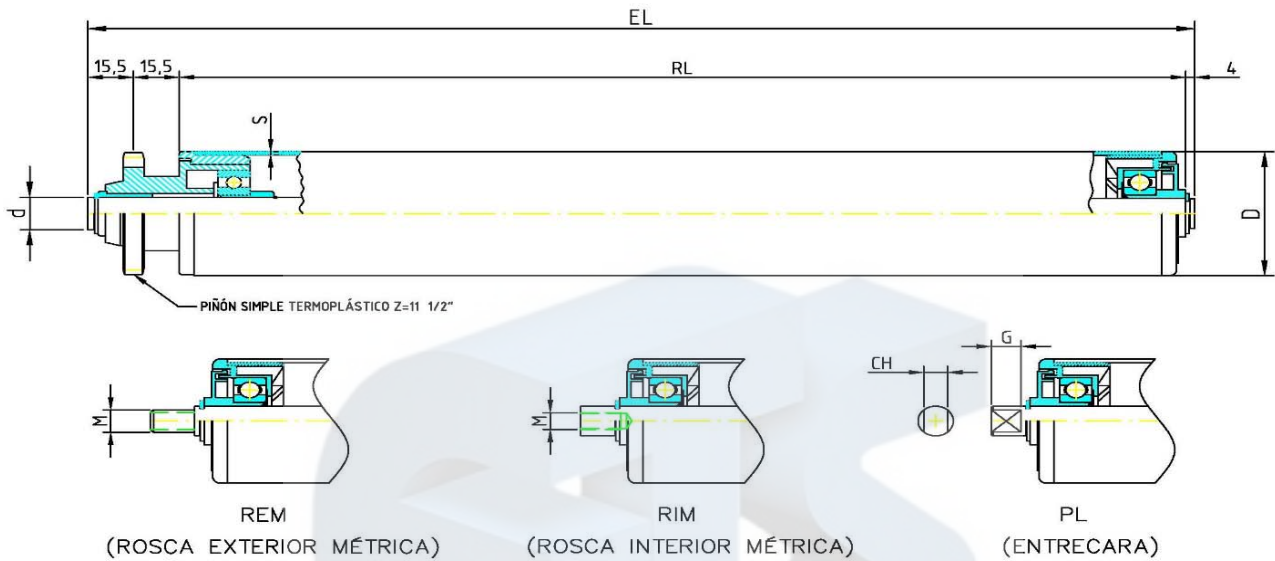 EL
15,5 15,5 RL 4
S
d
D
PIÑÓN SIMPLE TERMOPLÁSTICO Z=11 1/2"
G
CH
M
M
REM
(ROSCA EXTERIOR MÉTRICA)
RIM
(ROSCA INTERIOR MÉTRICA)
PL
(ENTRECARA)